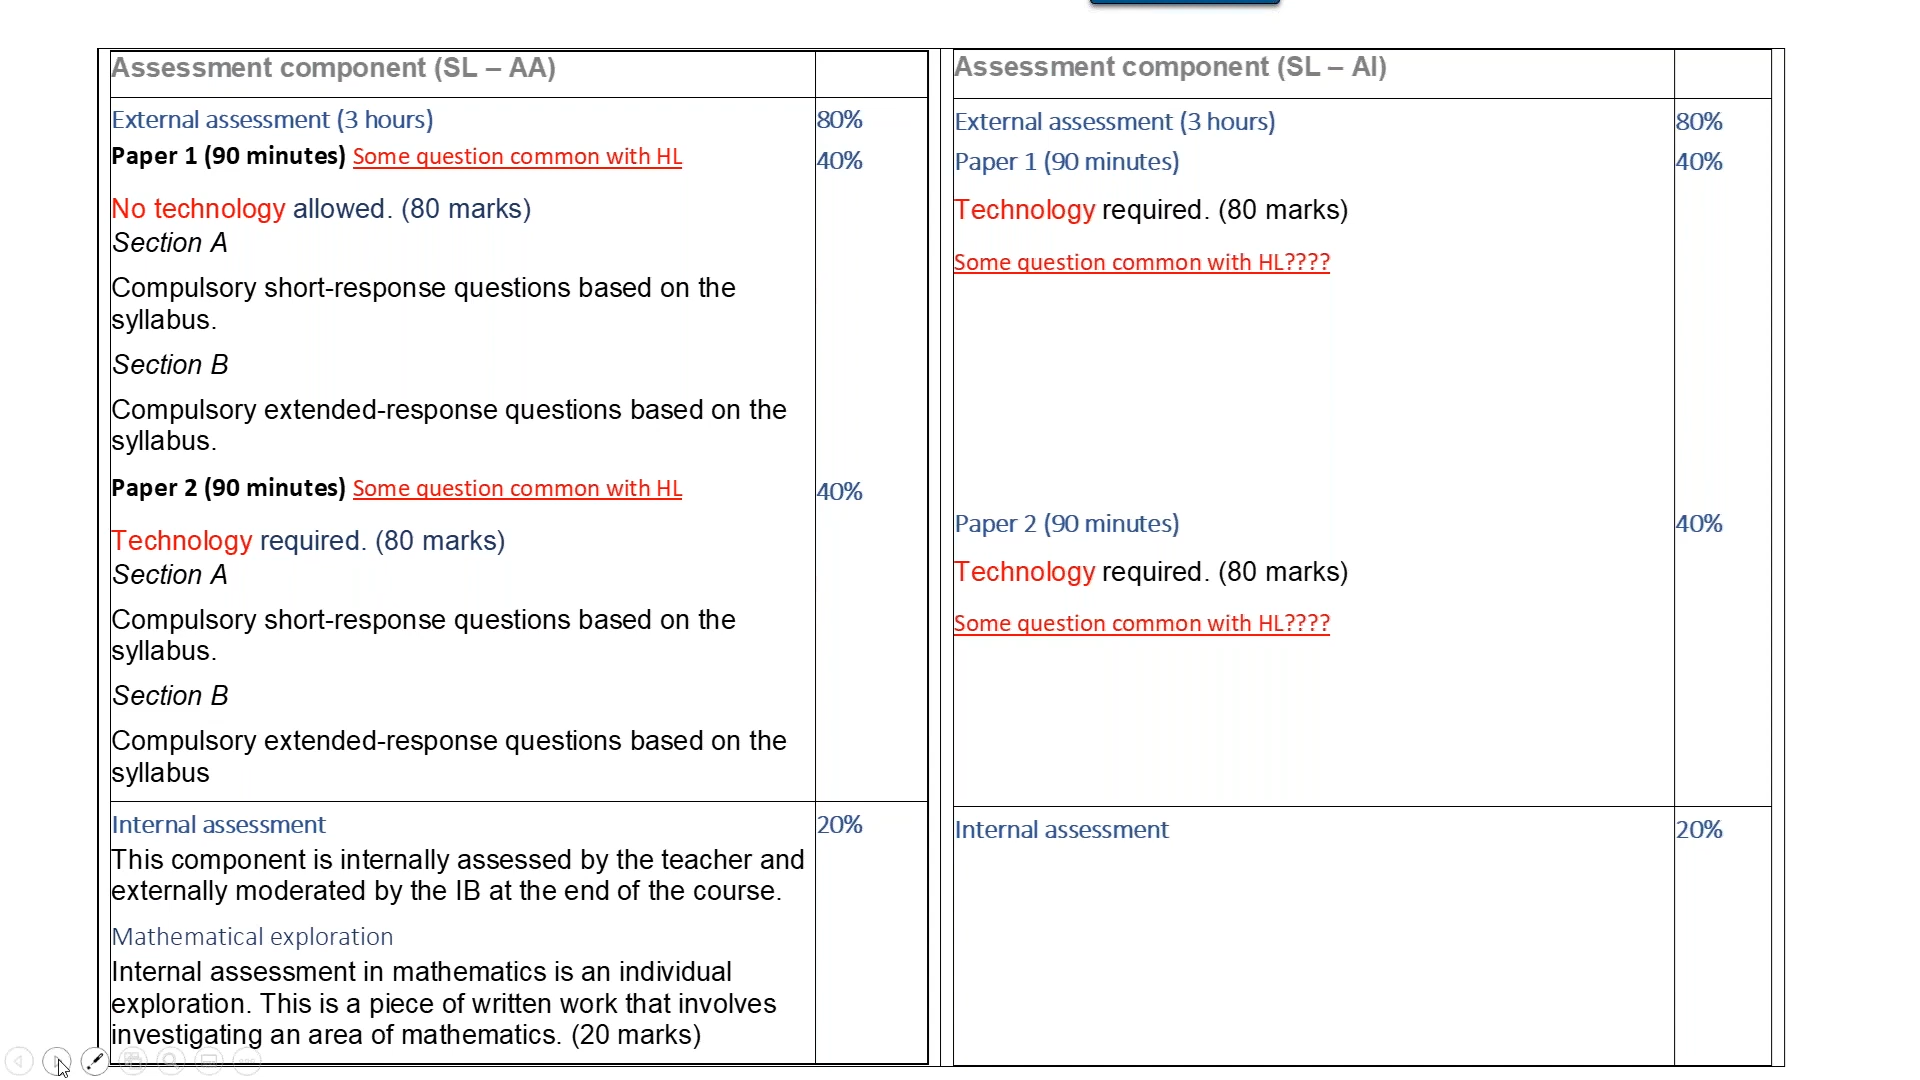 Assessment component (SL – AA)
External assessment (3 hours) 80%
Paper 1 (90 minutes) Some question common with HL 40%
No technology allowed. (80 marks)
Section A
Compulsory short-response questions based on the
syllabus.
Section B
Compulsory extended-response questions based on the
syllabus.
Paper 2 (90 minutes) Some question common with HL 40%
Technology required. (80 marks)
Section A
Compulsory short-response questions based on the
syllabus.
Section B
Compulsory extended-response questions based on the
syllabus
Internal assessment 20%
This component is internally assessed by the teacher and
externally moderated by the IB at the end of the course.
Mathematical exploration
Internal assessment in mathematics is an individual
exploration. This is a piece of written work that involves
investigating an area of mathematics. (20 marks)
Assessment component (SL – AI)
External assessment (3 hours) 80%
Paper 1 (90 minutes) 40%
Technology required. (80 marks)
Some question common with HL????
Paper 2 (90 minutes) 40%
Technology required. (80 marks)
Some question common with HL????
Internal assessment 20%